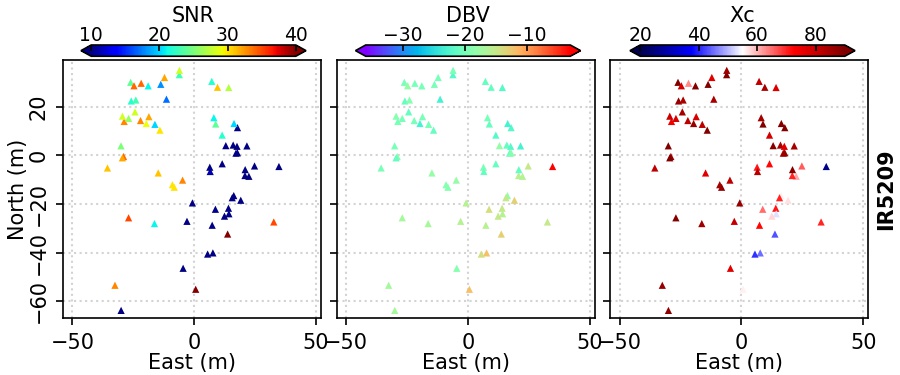 SNR DBV Xc
10 20 30 40 −30 −20 −10 20 40 60 80
North (m)
20
0
−20
−40
−60
−50 0 50 −50 0 50 −50 0 50
East (m) East (m) East (m)
IR5209